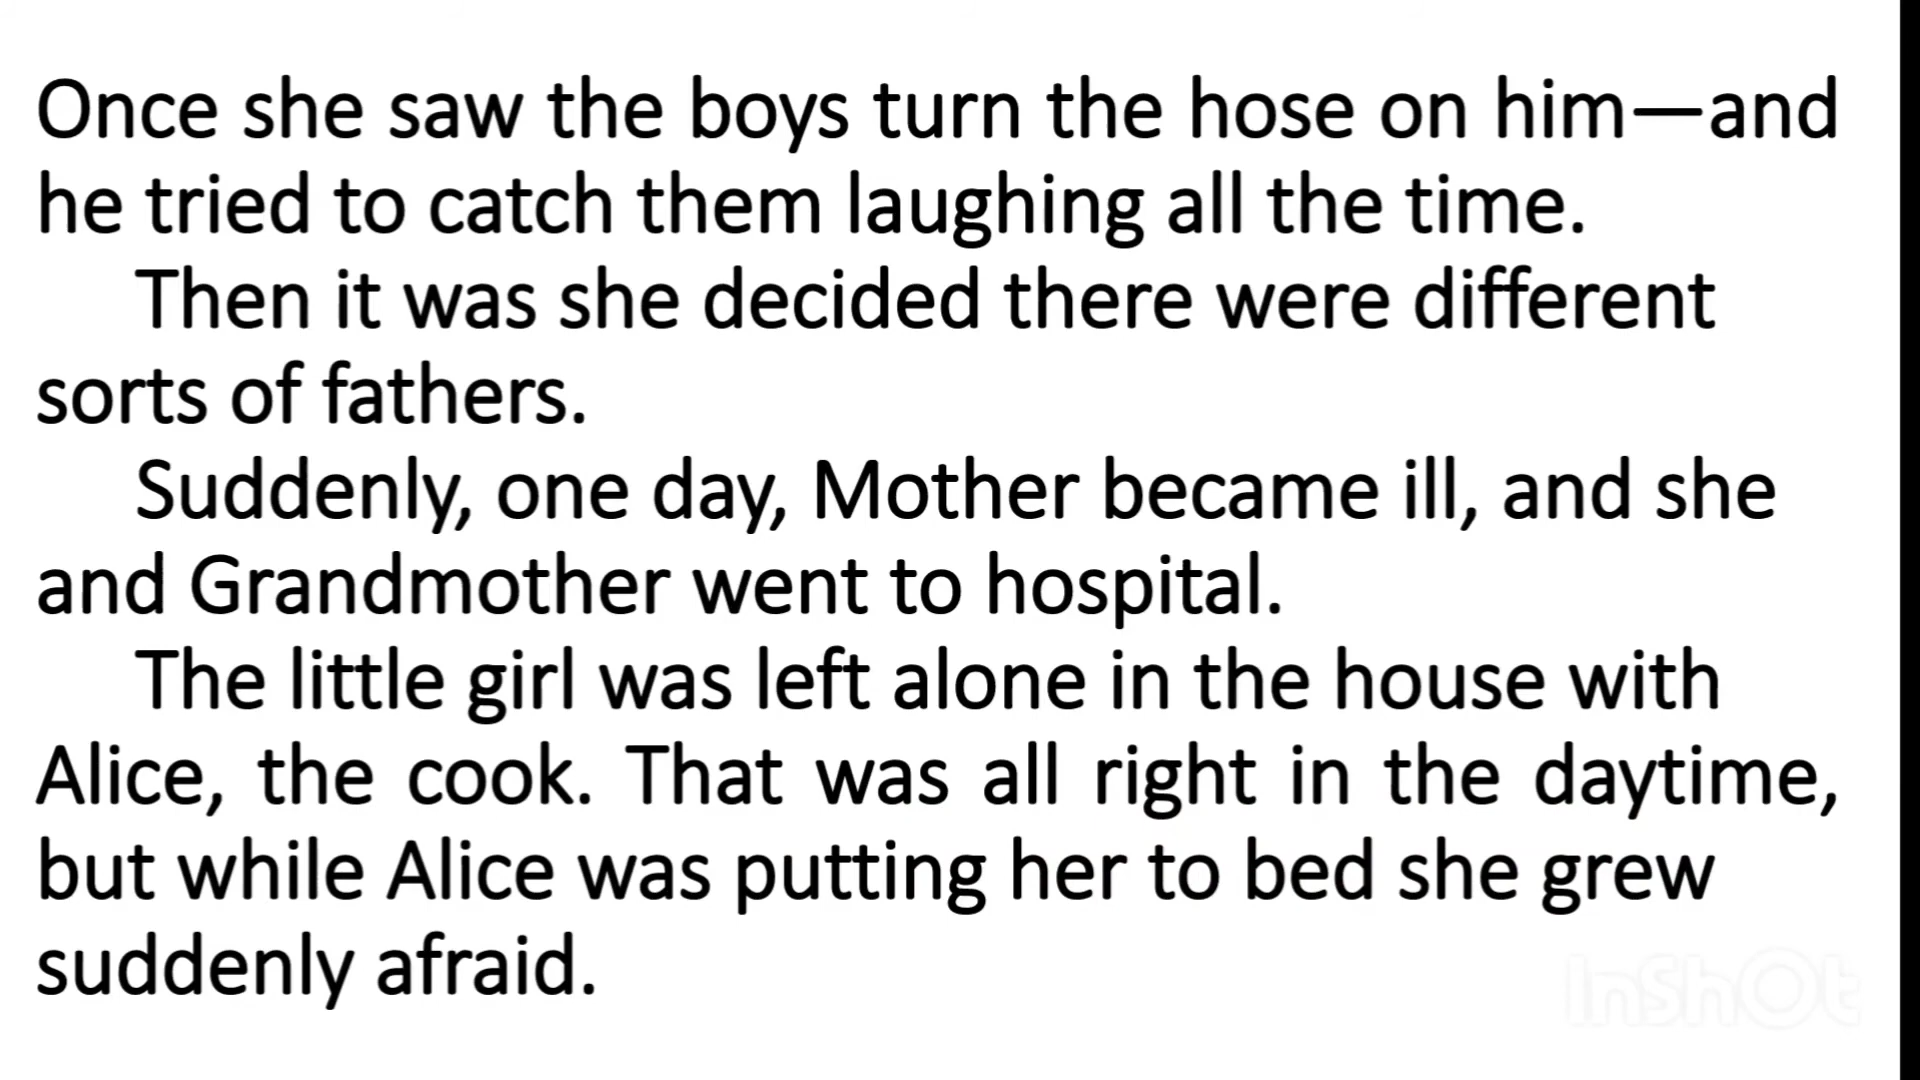 Once she saw the boys turn the hose on him—and
he tried to catch them laughing all the time.
Then it was she decided there were different
sorts of fathers.
Suddenly, one day, Mother became ill, and she
and Grandmother went to hospital.
The little girl was left alone in the house with
Alice, the cook. That was all right in the daytime,
but while Alice was putting her to bed she grew
suddenly afraid.
InShOt